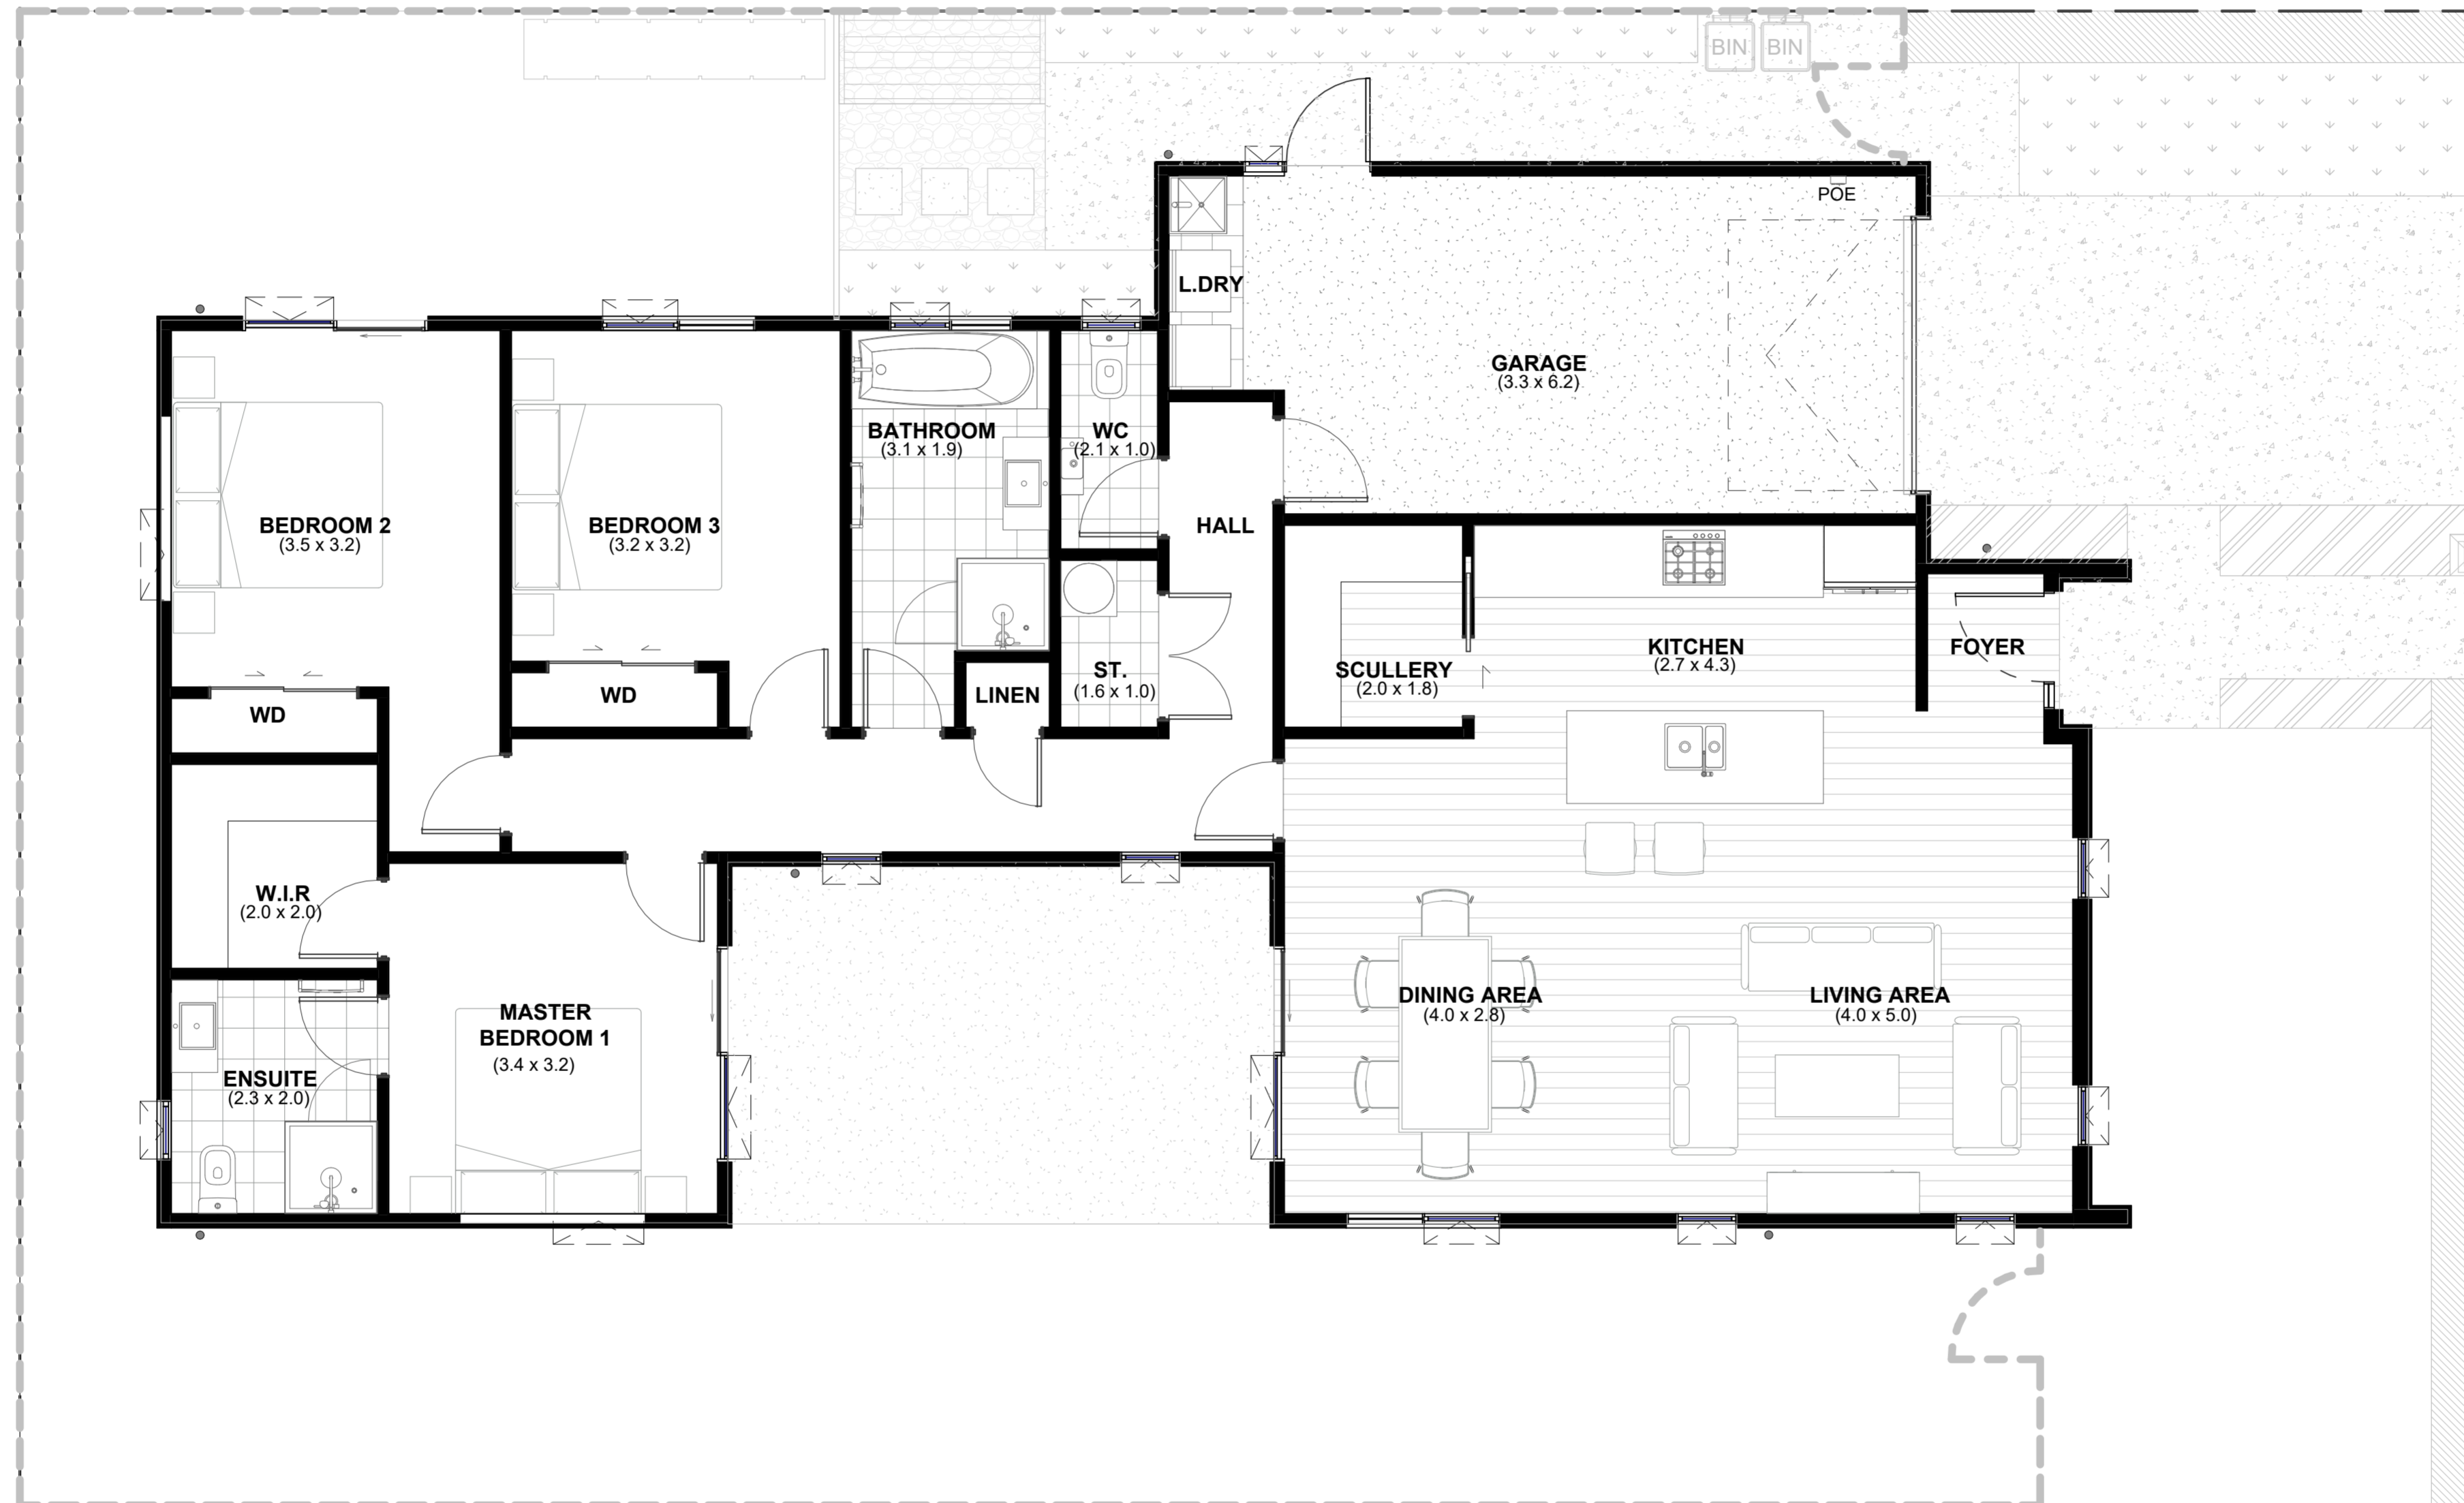 BIN
BIN
POE
L.DRY
GARAGE
(3.3 x 6.2)
BATHROOM
(3.1 x 1.9)
WC
(2.1 x 1.0)
BEDROOM 2
(3.5 x 3.2)
BEDROOM 3
(3.2 x 3.2)
HALL
KITCHEN
(2.7 x 4.3)
FOYER
SCULLERY
(2.0 x 1.8)
ST.
(1.6 x 1.0)
LINEN
WD
WD
W.I.R
(2.0 x 2.0)
MASTER
BEDROOM 1
(3.4 x 3.2)
DINING AREA
(4.0 x 2.8)
LIVING AREA
(4.0 x 5.0)
ENSUITE
(2.3 x 2.0)